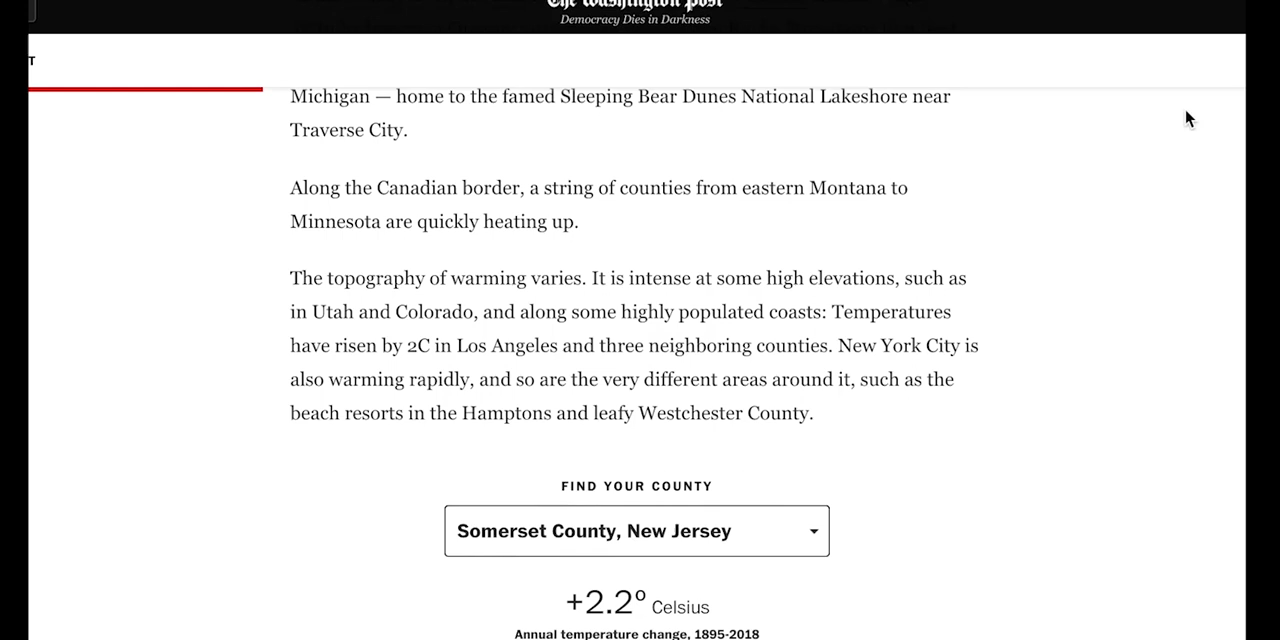 The Washington Post
Democracy Dies in Darkness
T
Michigan — home to the famed Sleeping Bear Dunes National Lakeshore near
Traverse City.
Along the Canadian border, a string of counties from eastern Montana to
Minnesota are quickly heating up.
The topography of warming varies. It is intense at some high elevations, such as
in Utah and Colorado, and along some highly populated coasts: Temperatures
have risen by 2C in Los Angeles and three neighboring counties. New York City is
also warming rapidly, and so are the very different areas around it, such as the
beach resorts in the Hamptons and leafy Westchester County.
FIND YOUR COUNTY
Somerset County, New Jersey
+2.2º Celsius
Annual temperature change, 1895-2018